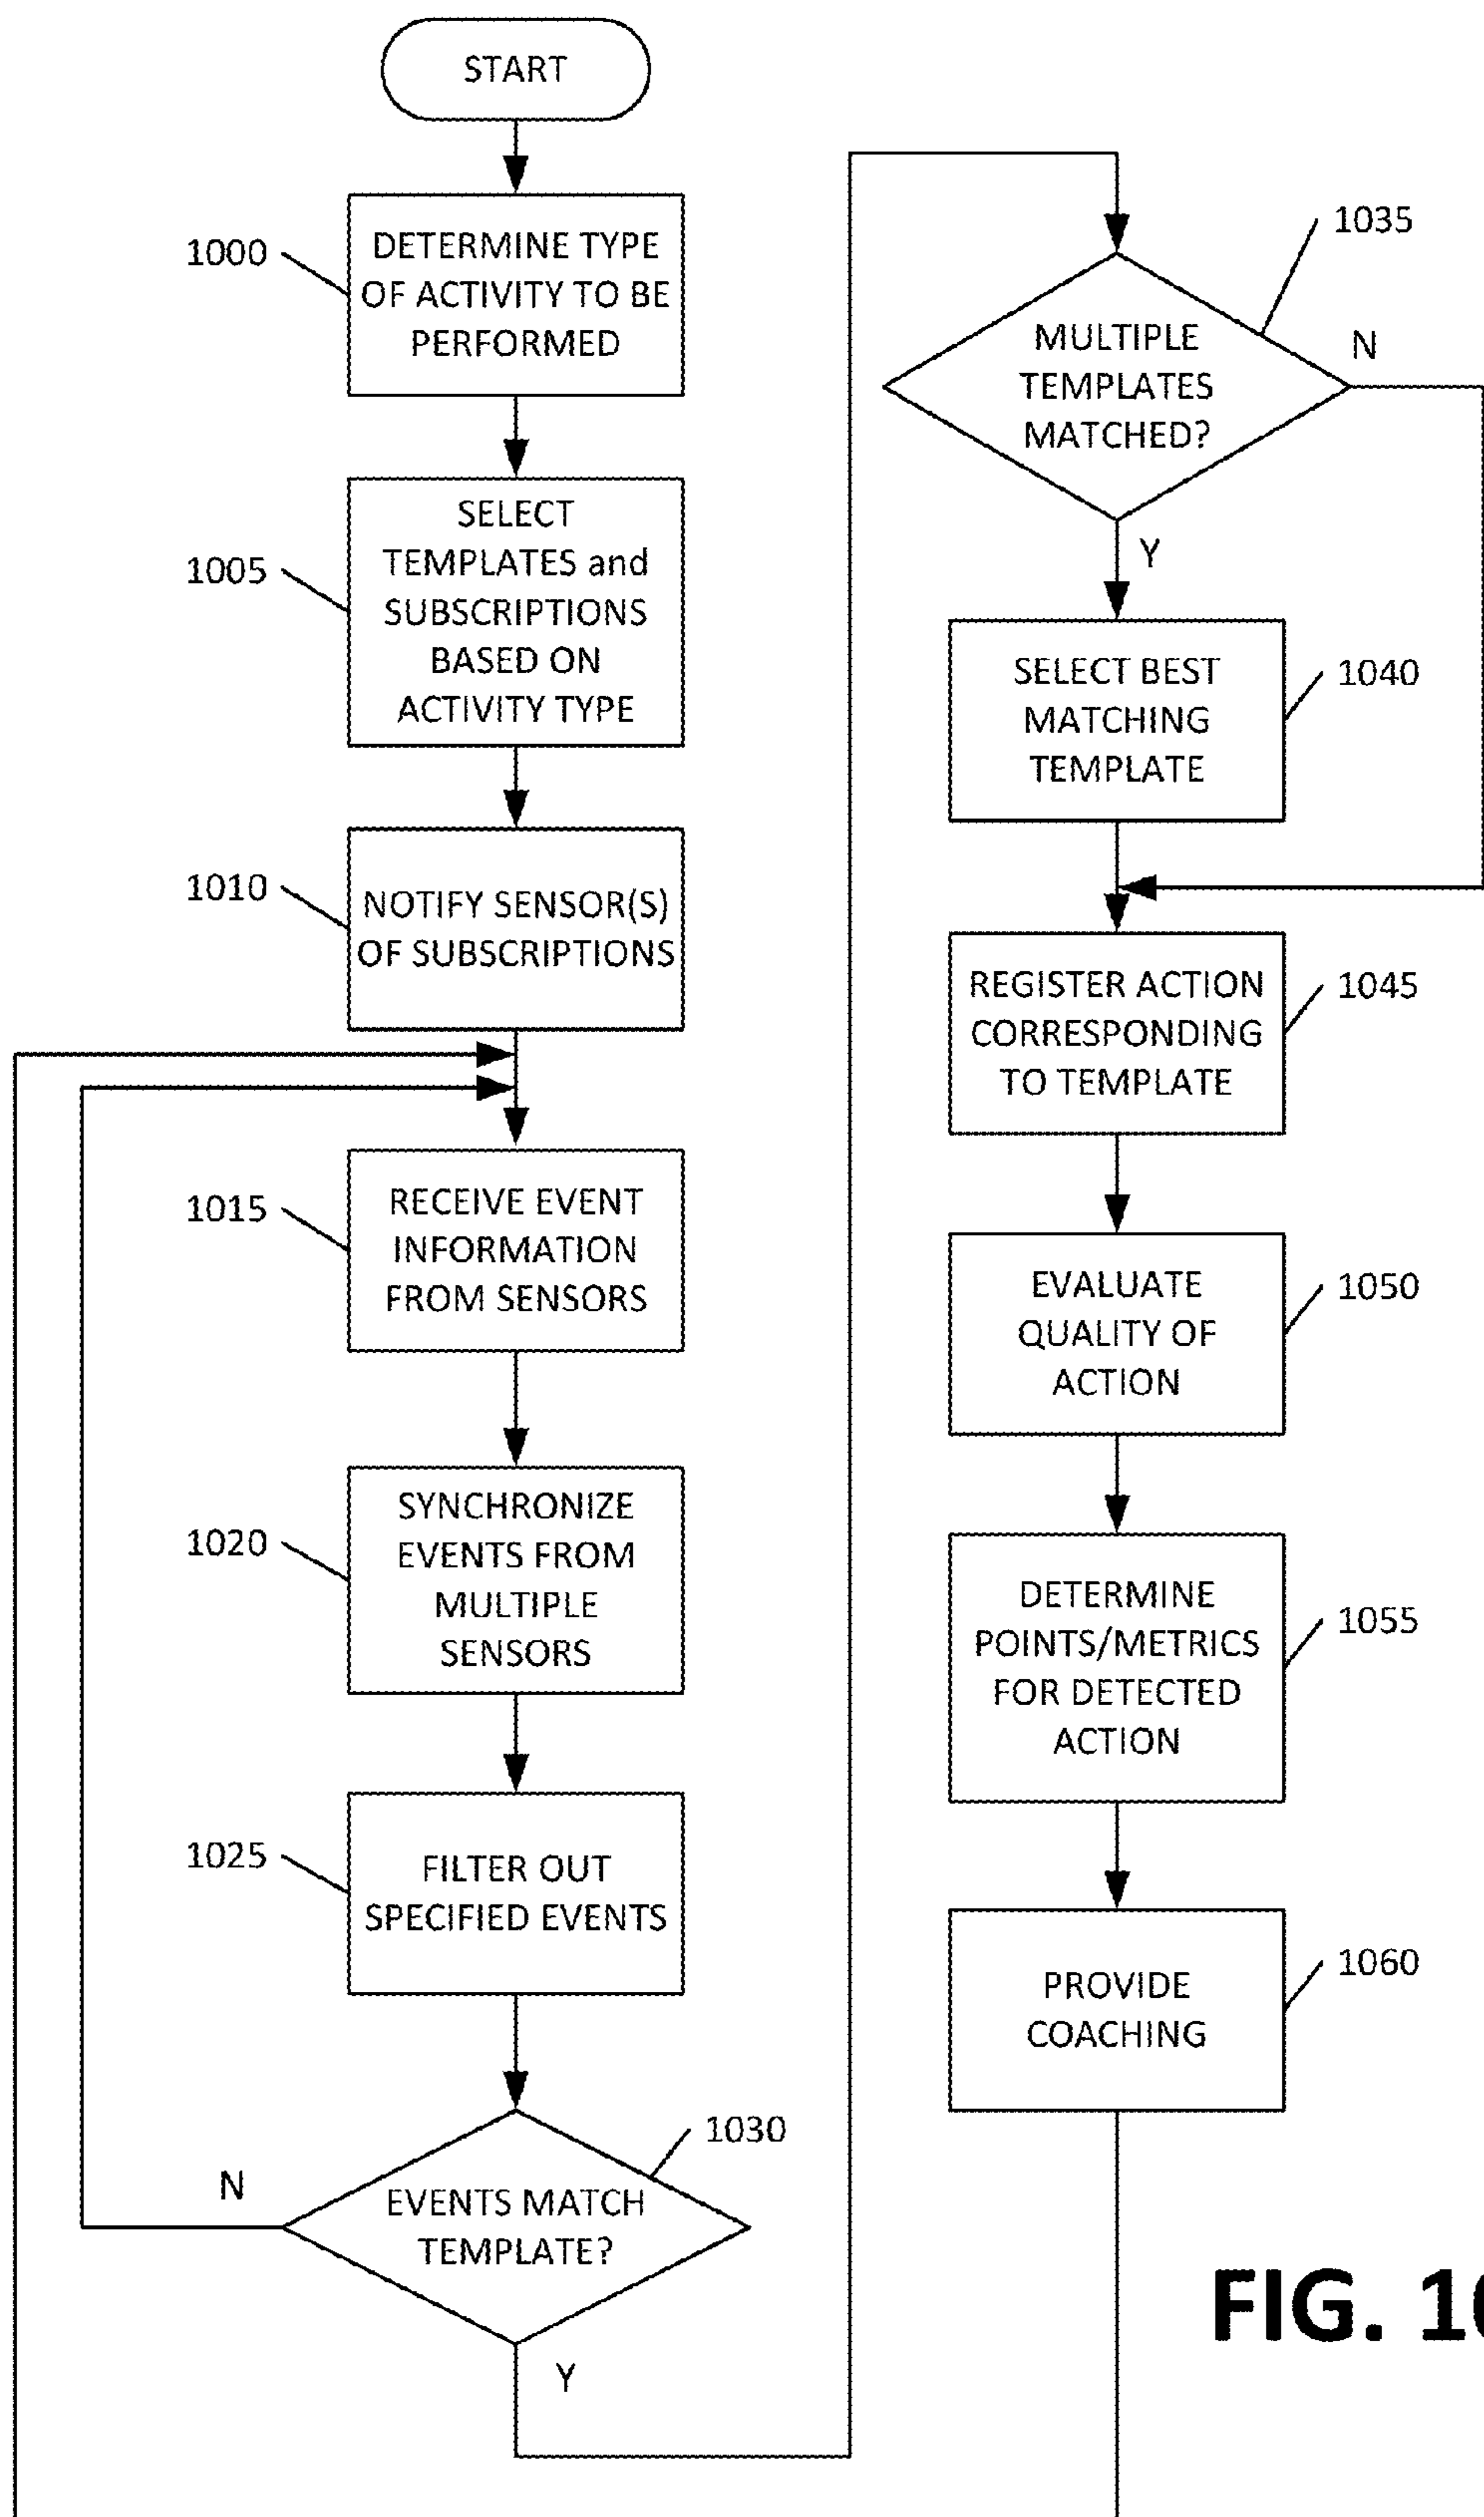 START
1000
DETERMINE TYPE
OF ACTIVITY TO BE
PERFORMED
1005
SELECT
TEMPLATES and
SUBSCRIPTIONS
BASED ON
ACTIVITY TYPE
1010
NOTIFY SENSOR(S)
OF SUBSCRIPTIONS
1015
RECEIVE EVENT
INFORMATION
FROM SENSORS
1020
SYNCHRONIZE
EVENTS FROM
MULTIPLE
SENSORS
1025
FILTER OUT
SPECIFIED EVENTS
1030
EVENTS MATCH
TEMPLATE?
N
Y
1035
MULTIPLE
TEMPLATES
MATCHED?
N
Y
SELECT BEST
MATCHING
TEMPLATE
1040
REGISTER ACTION
CORRESPONDING
TO TEMPLATE
1045
EVALUATE
QUALITY OF
ACTION
1050
DETERMINE
POINTS/METRICS
FOR DETECTED
ACTION
1055
PROVIDE
COACHING
1060
FIG.